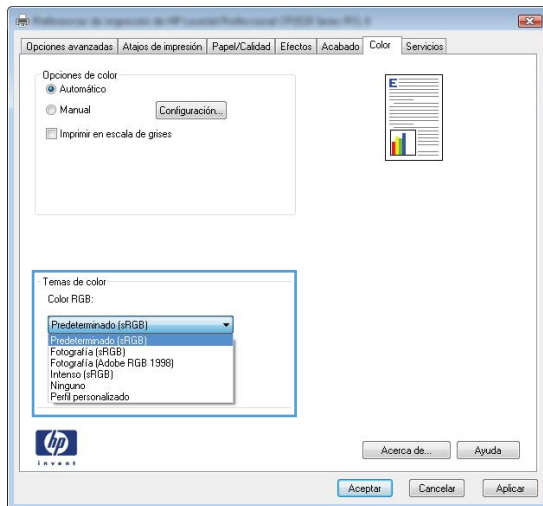 Opciones avanzadas Atajos de impresión Papel/Calidad Efectos Acabado Color Servicios
Opciones de color
Automático
Manual Configuración...
Imprimir en escala de grises
E
Temas de color
Color RGB:
Predeterminado (sRGB)
Predeterminado (sRGB)
Fotografía (sRGB)
Fotografía (Adobe RGB 1998)
Intenso (sRGB)
Ninguno
Perfil personalizado
hp
invent
Acerca de... Ayuda
Aceptar Cancelar Aplicar